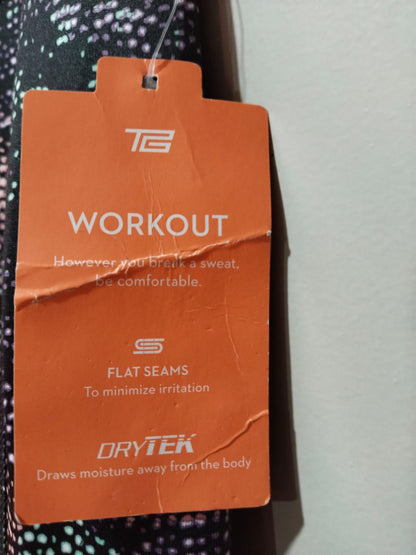 TG
WORKOUT
However you break a sweat,
be comfortable.
FLAT SEAMS
To minimize irritation
DRYTEK
Draws moisture away from the body